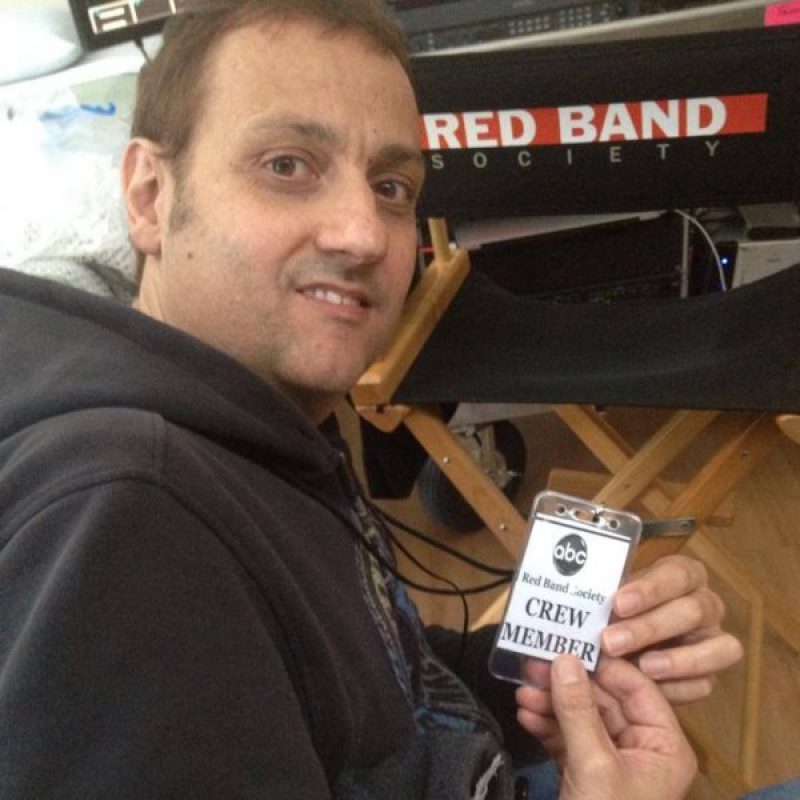 RED BAND
SOCIETY
abc
Red Band Society
CREW
MEMBER